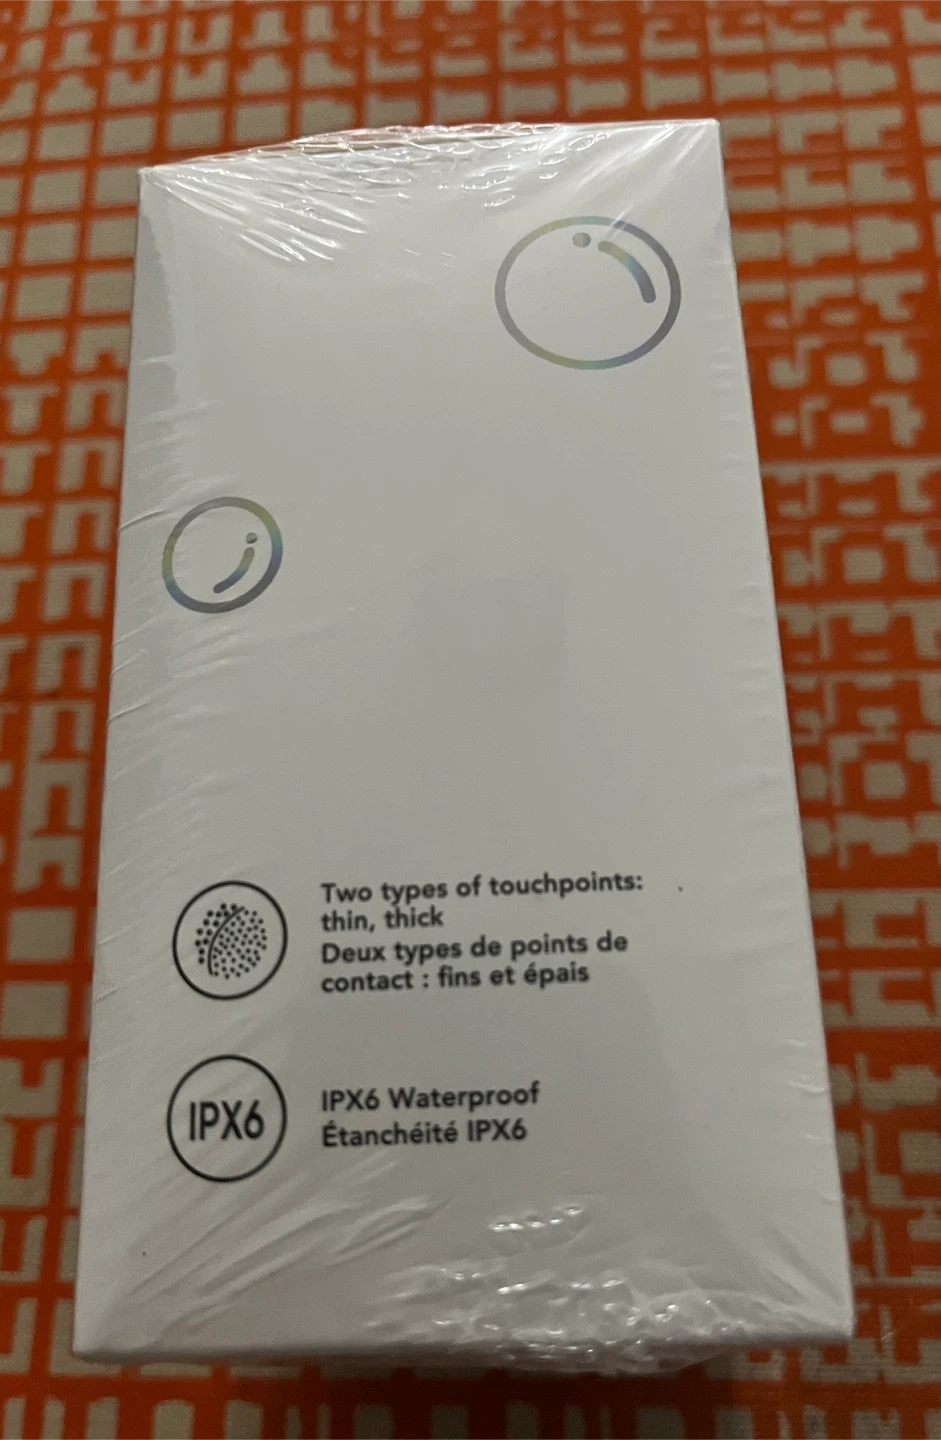 Two types of touchpoints:
thin, thick
Deux types de points de
contact : fins et épais
IPX6
IPX6 Waterproof
Étanchéité IPX6